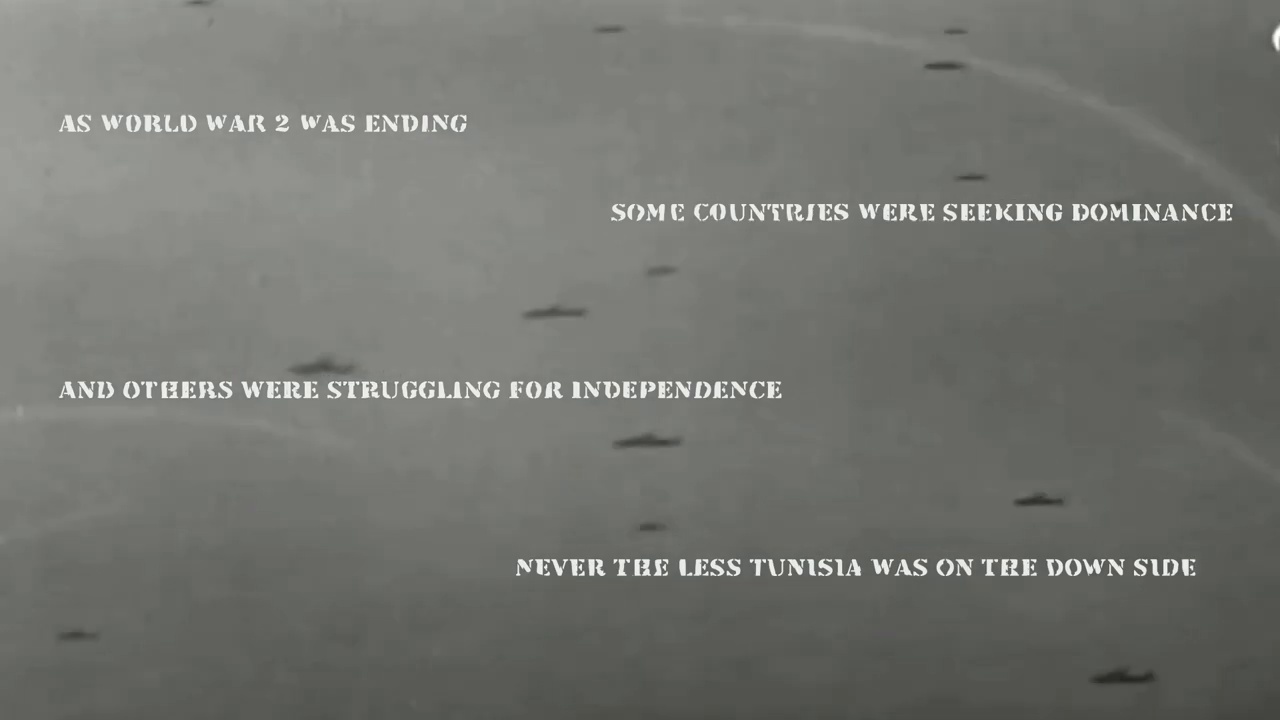 AS WORLD WAR 2 WAS ENDING
SOME COUNTRIES WERE SEEKING DOMINANCE
AND OTHERS WERE STRUGGLING FOR INDEPENDENCE
NEVER THE LESS TUNISIA WAS ON THE DOWN SIDE